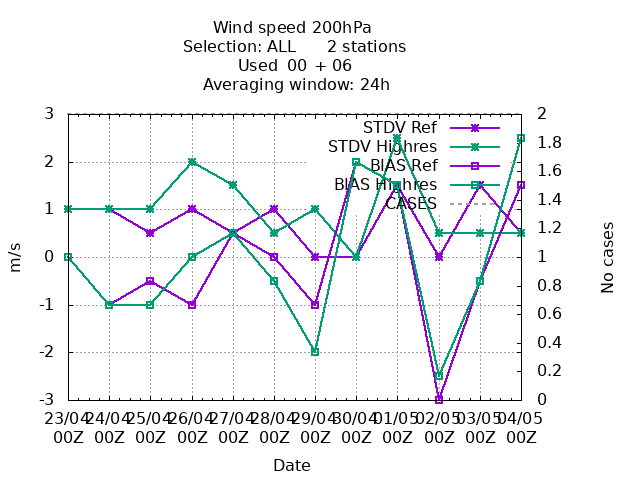 Wind speed 200hPa
Selection: ALL      2 stations
Used  00 + 06
Averaging window: 24h
3 2 1 0 -1 -2 -3
m/s
STDV Ref
STDV Highres
BIAS Ref
BIAS Highres
CASES
2 1.8 1.6 1.4 1.2 1 0.8 0.6 0.4 0.2 0
No cases
23/04 24/04 25/04 26/04 27/04 28/04 29/04 30/04 01/05 02/05 03/05 04/05
00Z 00Z 00Z 00Z 00Z 00Z 00Z 00Z 00Z 00Z 00Z 00Z
Date